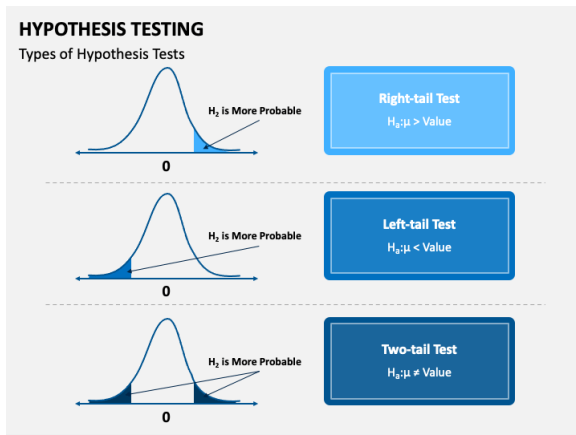 HYPOTHESIS TESTING
Types of Hypothesis Tests
H₂ is More Probable
0
Right-tail Test
Hₐ:μ > Value
H₂ is More Probable
0
Left-tail Test
Hₐ:μ < Value
H₂ is More Probable
0
Two-tail Test
Hₐ:μ ≠ Value